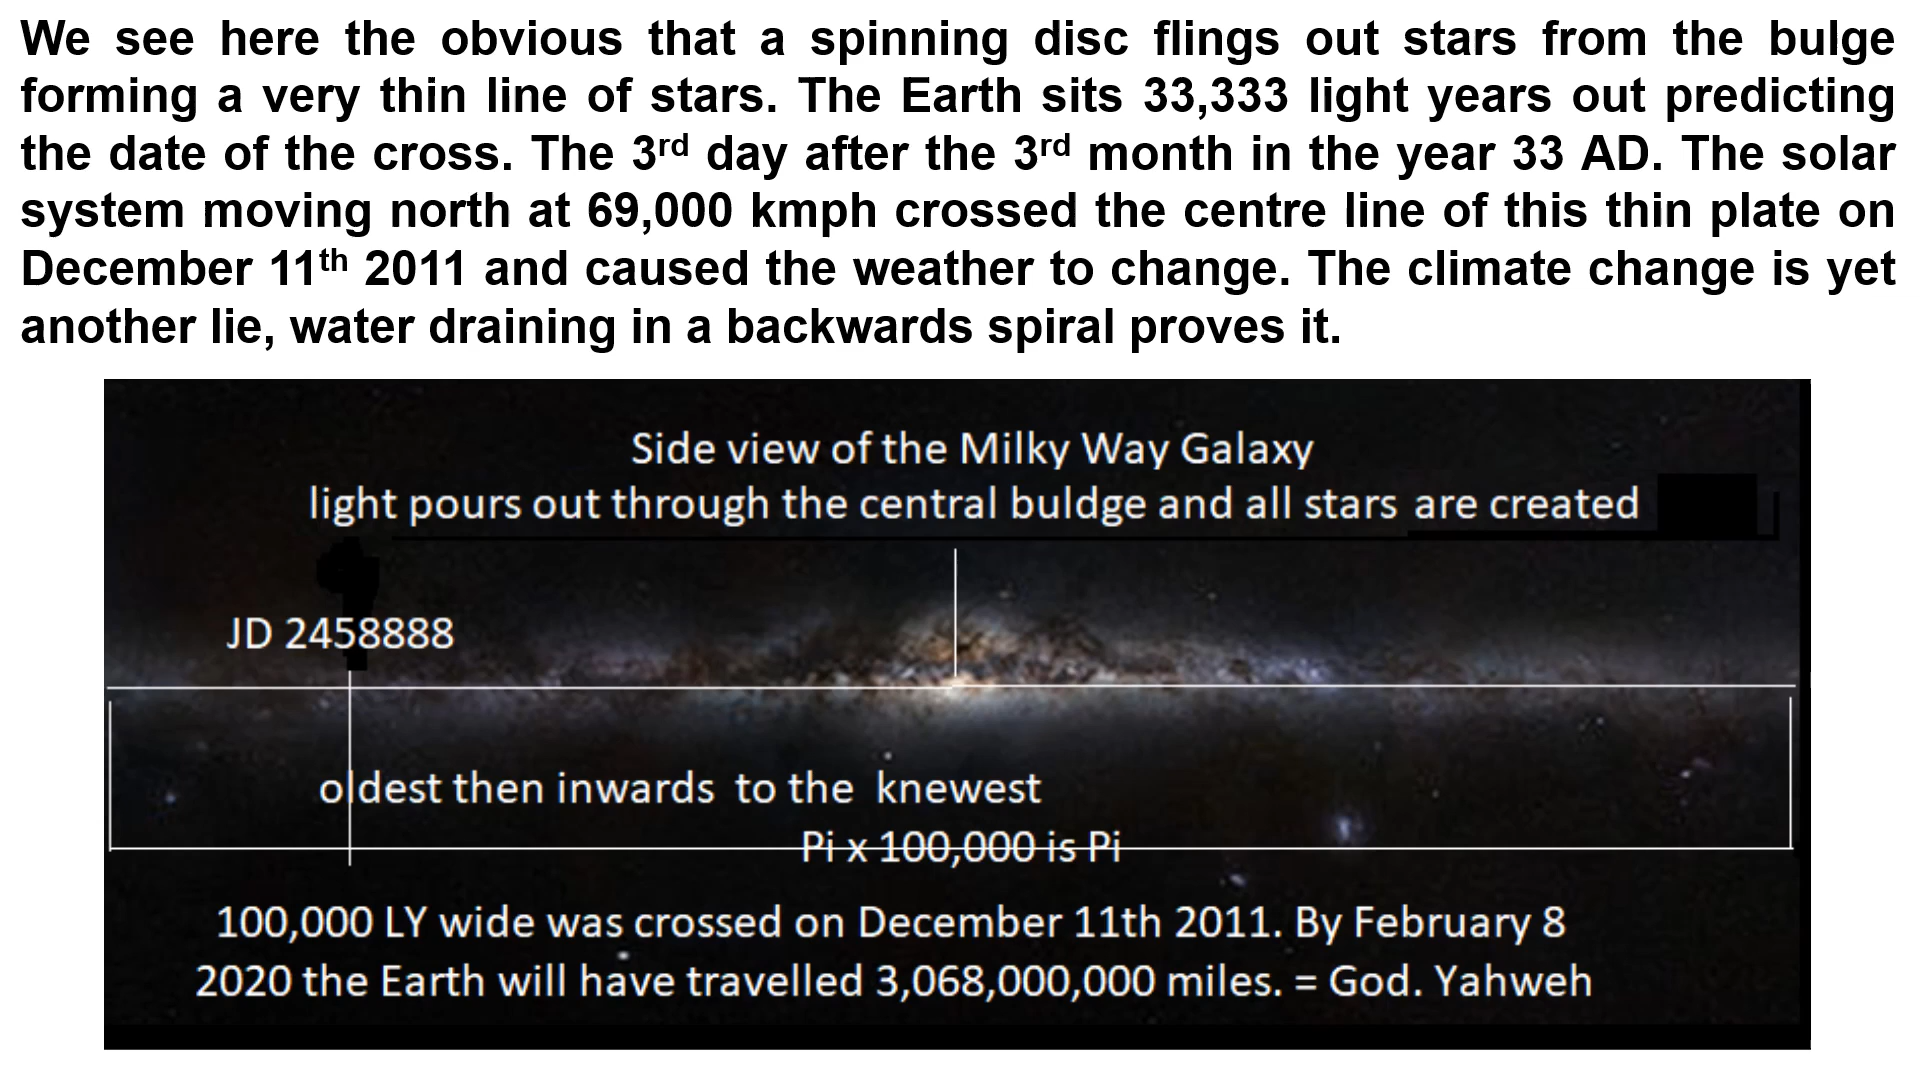 We see here the obvious that a spinning disc flings out stars from the bulge
forming a very thin line of stars. The Earth sits 33,333 light years out predicting
the date of the cross. The 3rd day after the 3rd month in the year 33 AD. The solar
system moving north at 69,000 kmph crossed the centre line of this thin plate on
December 11th 2011 and caused the weather to change. The climate change is yet
another lie, water draining in a backwards spiral proves it.
Side view of the Milky Way Galaxy
light pours out through the central buldge and all stars are created
JD 2458888
oldest then inwards to the knewest
Pi x 100,000 is Pi
100,000 LY wide was crossed on December 11th 2011. By February 8
2020 the Earth will have travelled 3,068,000,000 miles. = God. Yahweh